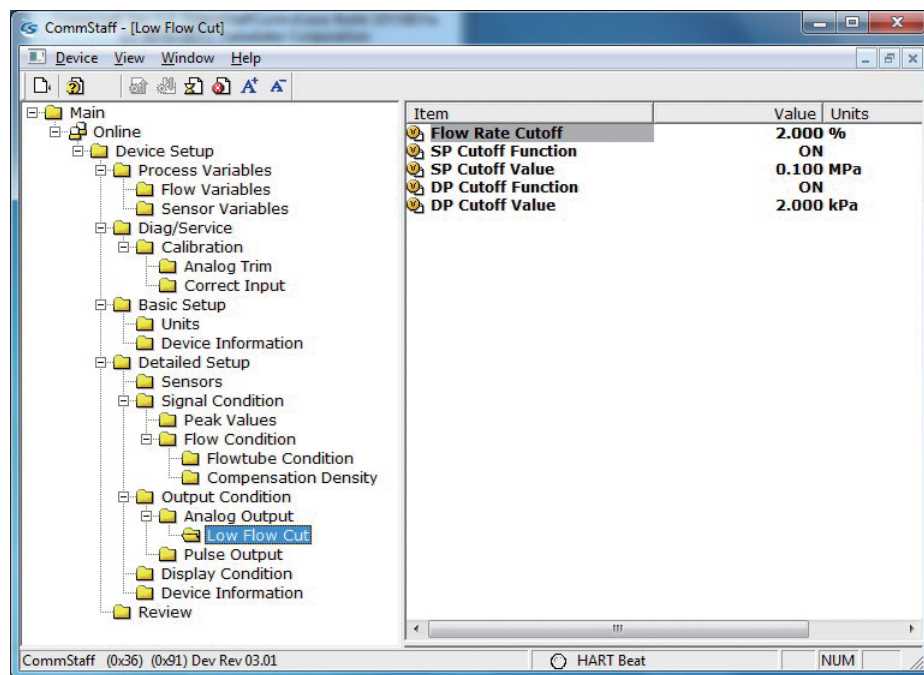 CommStaff - [Low Flow Cut]
Device View Window Help
Main
Online
Device Setup
Process Variables
Flow Variables
Sensor Variables
Diag/Service
Calibration
Analog Trim
Correct Input
Basic Setup
Units
Device Information
Detailed Setup
Sensors
Signal Condition
Peak Values
Flow Condition
Flowtube Condition
Compensation Density
Output Condition
Analog Output
Low Flow Cut
Pulse Output
Display Condition
Device Information
Review
Item Value Units
Flow Rate Cutoff 2.000 %
SP Cutoff Function ON
SP Cutoff Value 0.100 MPa
DP Cutoff Function ON
DP Cutoff Value 2.000 kPa
CommStaff (0x36) (0x91) Dev Rev 03.01 HART Beat NUM